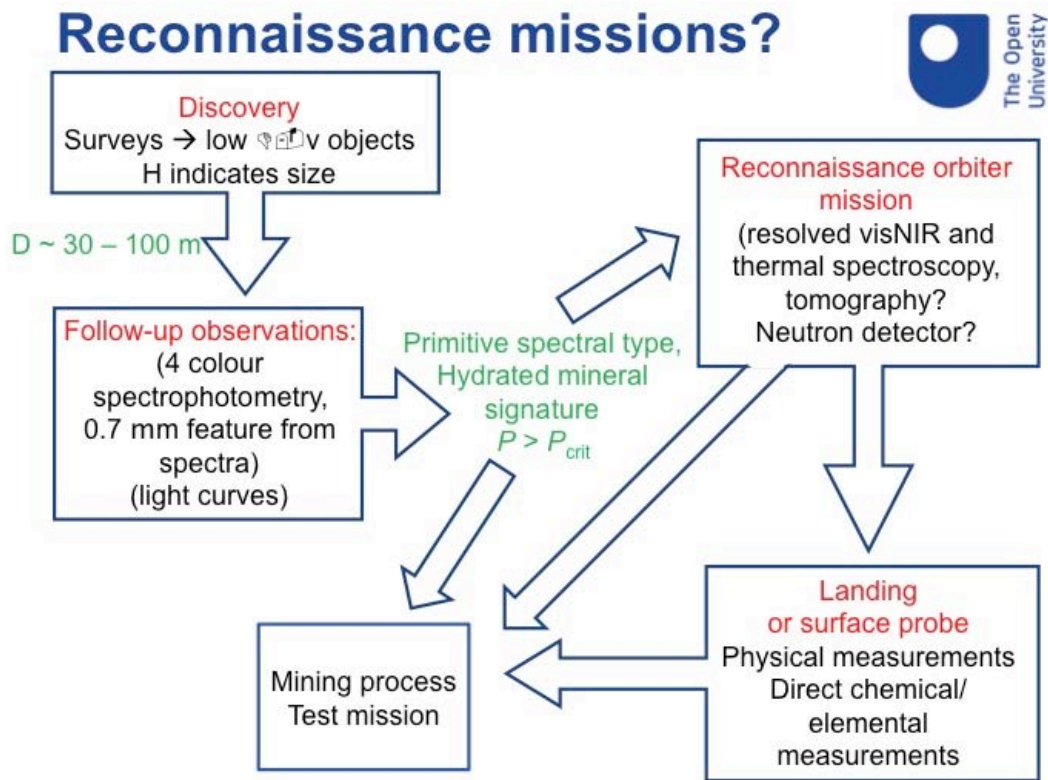 Reconnaissance missions?
The Open
University
Discovery
Surveys → low v objects
H indicates size
D ~ 30 – 100 m
Follow-up observations:
(4 colour
spectrophotometry,
0.7 mm feature from
spectra)
(light curves)
Primitive spectral type,
Hydrated mineral
signature
P > Pcrit
Reconnaissance orbiter
mission
(resolved visNIR and
thermal spectroscopy,
tomography?
Neutron detector?
Mining process
Test mission
Landing
or surface probe
Physical measurements
Direct chemical/
elemental
measurements